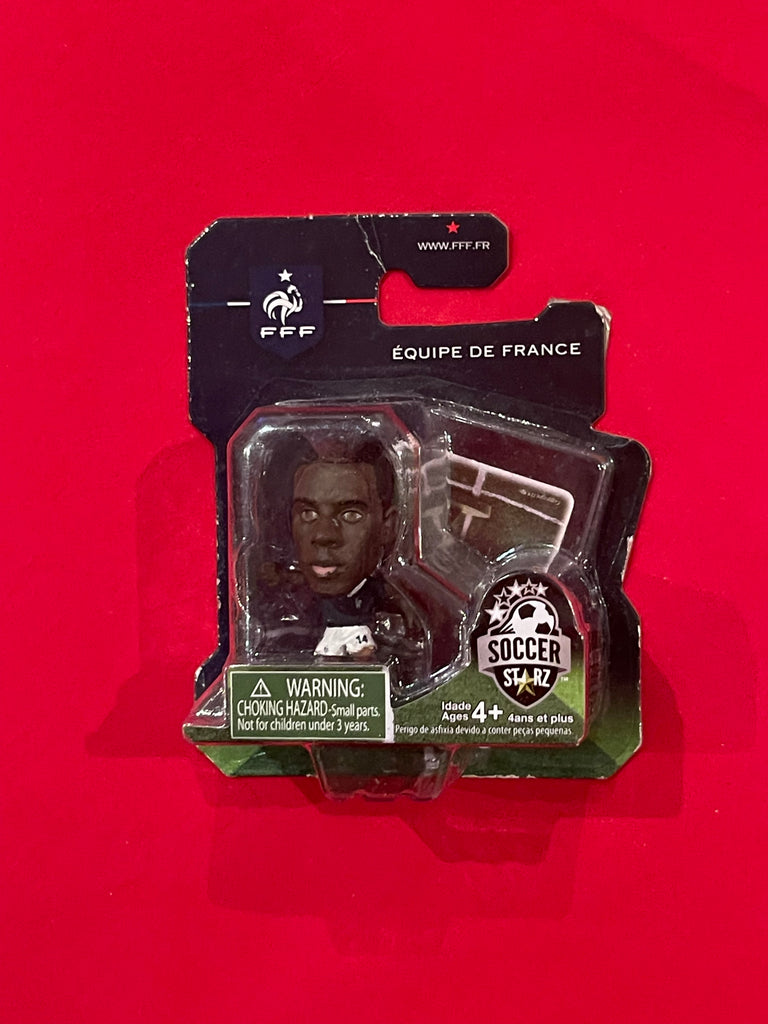 WWW.FFF.FR
FFF
ÉQUIPE DE FRANCE
14
SOCCER
STARZ
™
WARNING:
CHOKING HAZARD-Small parts.
Not for children under 3 years.
Idade
Ages 4+ 4ans et plus
Perigo de asfixia devido a conter peças pequenas.